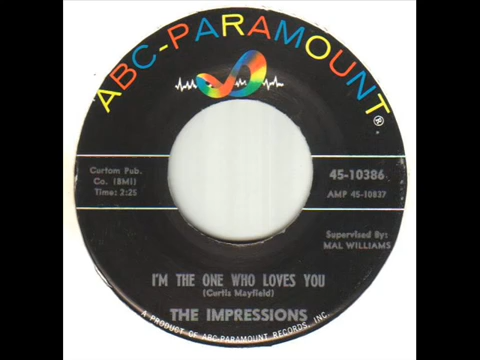 ABC-PARAMOUNT®
Curtom Pub.
Co. (BMI)
Time: 2:25
45-10386
AMP 45-10837
Supervised By:
MAL WILLIAMS
I'M THE ONE WHO LOVES YOU
(Curtis Mayfield)
THE IMPRESSIONS
A PRODUCT OF ABC-PARAMOUNT RECORDS, INC.